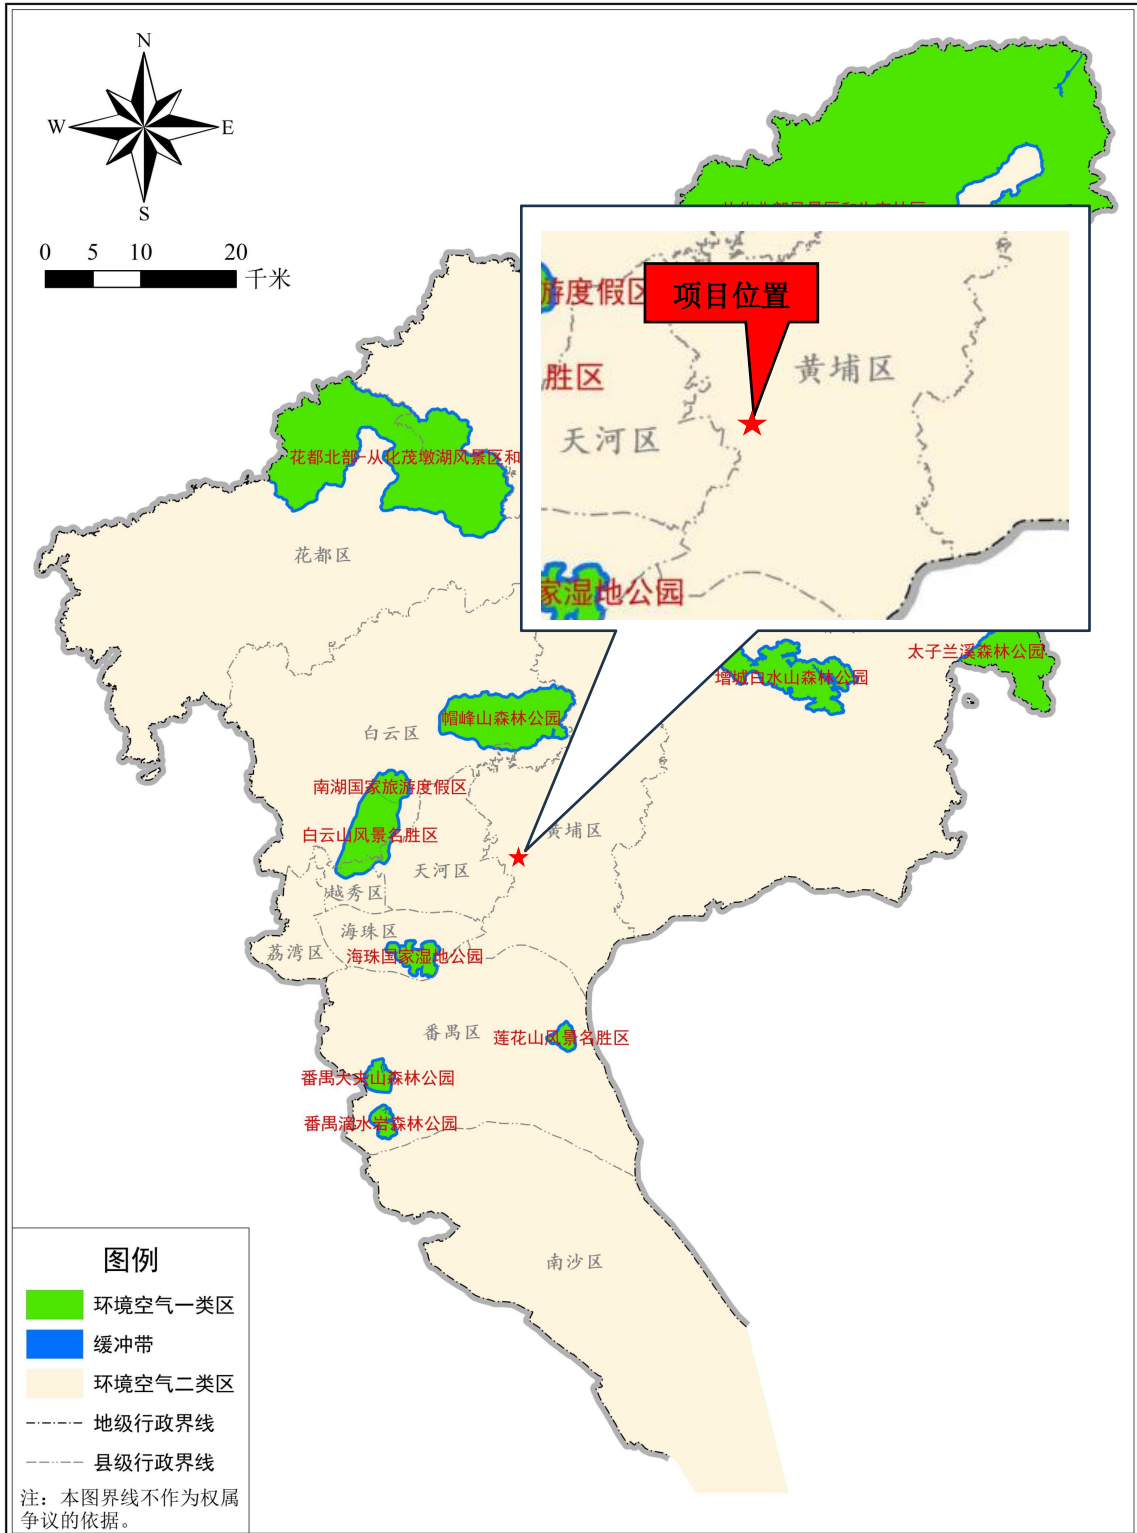 N
W
E
S
0 5 10 20 千米
游度假区
项目位置
黄埔区
胜区
天河区
家湿地公园
花都北部-从化茂墩湖风景区和
花都区
太子兰溪森林公园
增城白水山森林公园
帽峰山森林公园
白云区
南湖国家旅游度假区
白云山风景名胜区
黄埔区
天河区
越秀区
海珠区
荔湾区
海珠国家湿地公园
番禺区
莲花山风景名胜区
番禺大夫山森林公园
番禺滴水岩森林公园
南沙区
图例
环境空气一类区
缓冲带
环境空气二类区
地级行政界线
县级行政界线
注：本图界线不作为权属
争议的依据。